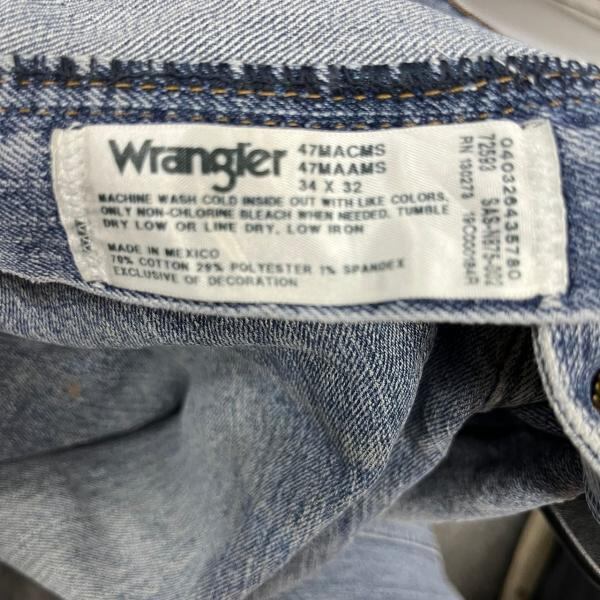 Wrangler
47MACMS
47MAAMS
34 X 32
MACHINE WASH COLD INSIDE OUT WITH LIKE COLORS,
ONLY NON-CHLORINE BLEACH WHEN NEEDED, TUMBLE
DRY LOW OR LINE DRY, LOW IRON
MADE IN MEXICO
70% COTTON 29% POLYESTER 1% SPANDEX
EXCLUSIVE OF DECORATION
040326435780
72593
RN 130273